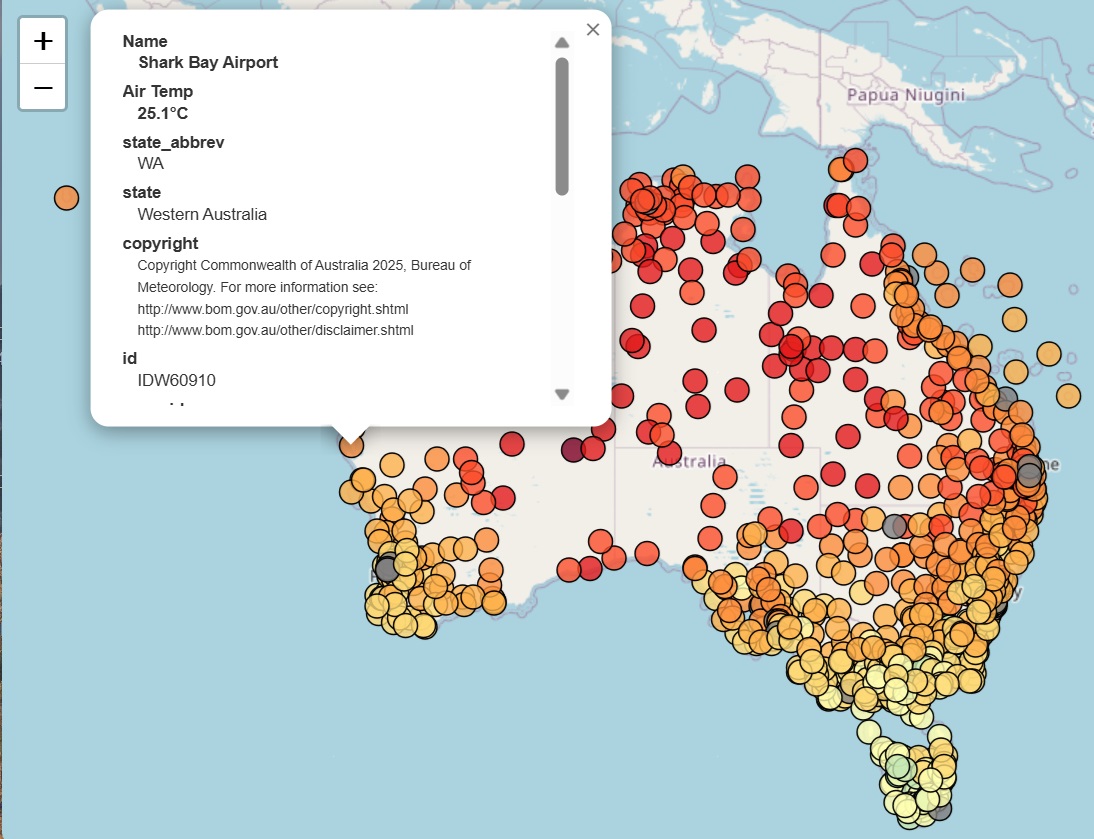 +
−
×
Name
Shark Bay Airport
Air Temp
25.1°C
state_abbrev
WA
state
Western Australia
copyright
Copyright Commonwealth of Australia 2025, Bureau of
Meteorology. For more information see:
http://www.bom.gov.au/other/copyright.shtml
http://www.bom.gov.au/other/disclaimer.shtml
id
IDW60910
Papua Niugini
Australia